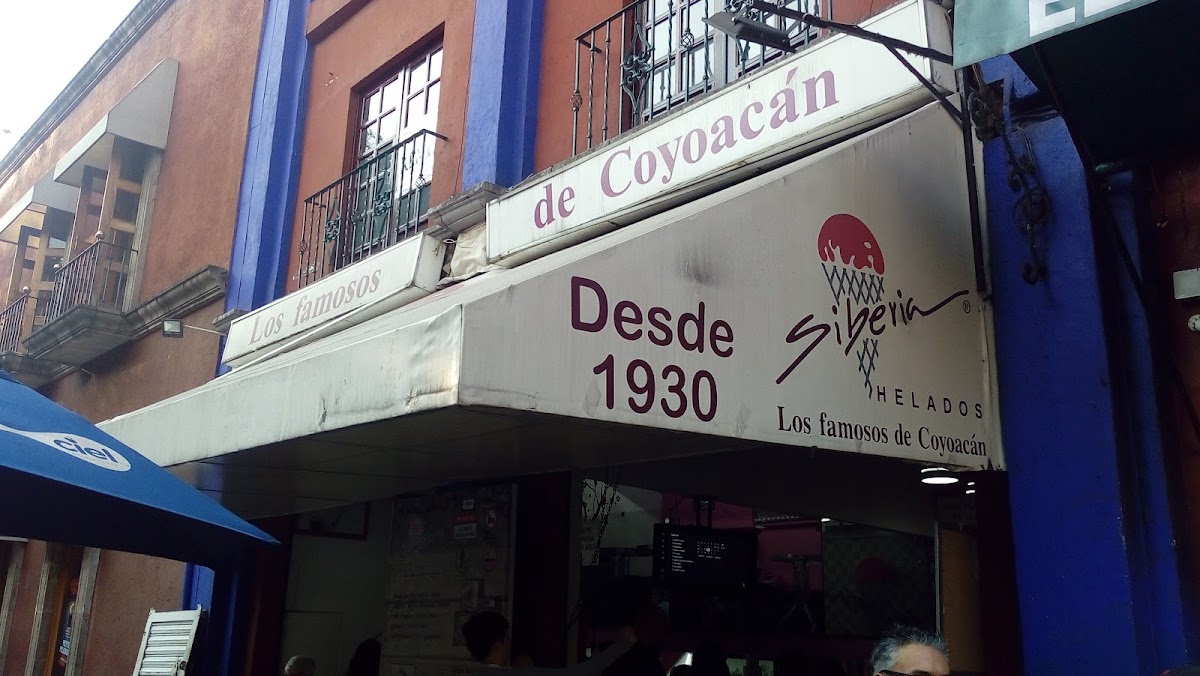 de Coyoacán
Los famosos
Desde
1930
Siberia®
HELADOS
Los famosos de Coyoacán
ciel